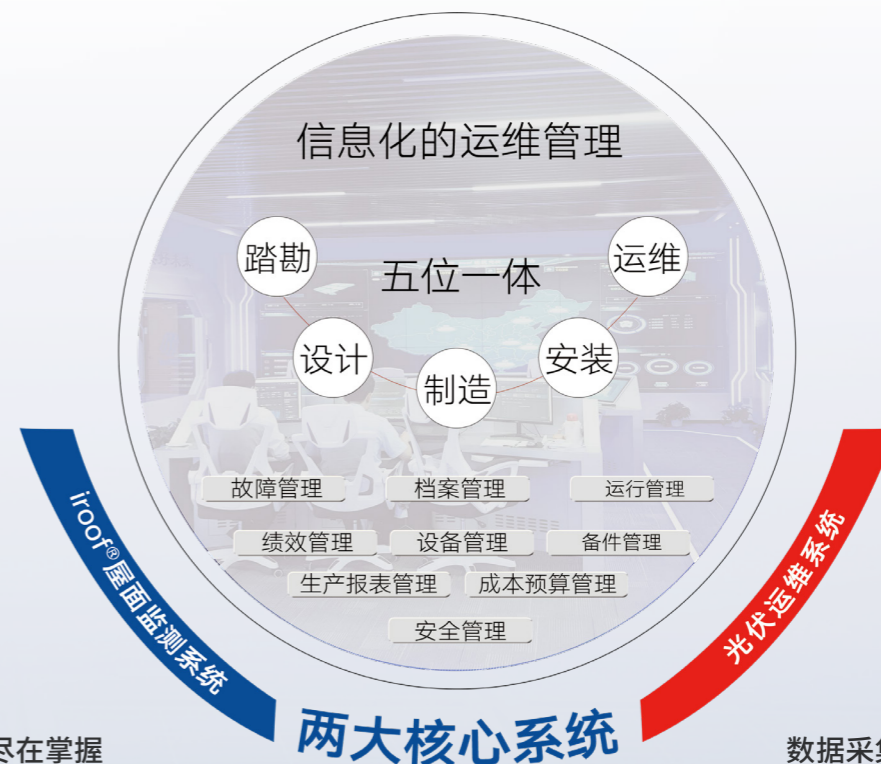 信息化的运维管理
踏勘
五位一体
运维
设计
制造
安装
故障管理
档案管理
运行管理
绩效管理
设备管理
备件管理
生产报表管理
成本预算管理
安全管理
iroof®屋面监测系统
光伏运维系统
两大核心系统
尽在掌握
数据采集